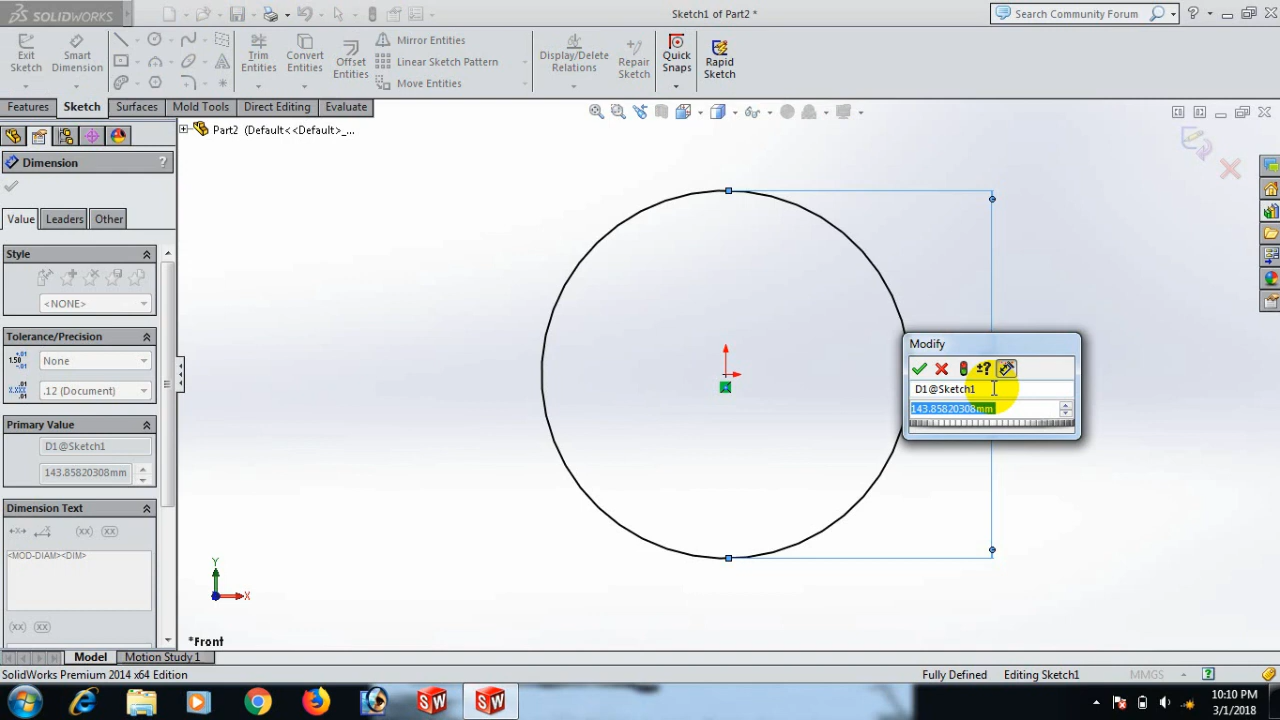 SOLIDWORKS
Sketch1 of Part2 *
Search Community Forum
Exit Sketch
Smart Dimension
Trim Entities
Convert Entities
Offset Entities
Mirror Entities
Linear Sketch Pattern
Move Entities
Display/Delete Relations
Repair Sketch
Quick Snaps
Rapid Sketch
Features
Sketch
Surfaces
Mold Tools
Direct Editing
Evaluate
Part2 (Default<<Default>_...
Dimension
?
Value
Leaders
Other
Style
<NONE>
Tolerance/Precision
None
.12 (Document)
Primary Value
D1@Sketch1
143.85820308mm
Dimension Text
<MOD-DIAM><DIM>
(xx)
(xx)
(xx)
(xx)
Modify
±?
D1@Sketch1
143.85820308mm
Y
X
*Front
Model
Motion Study 1
SolidWorks Premium 2014 x64 Edition
Fully Defined
Editing Sketch1
MMGS
10:10 PM
3/1/2018